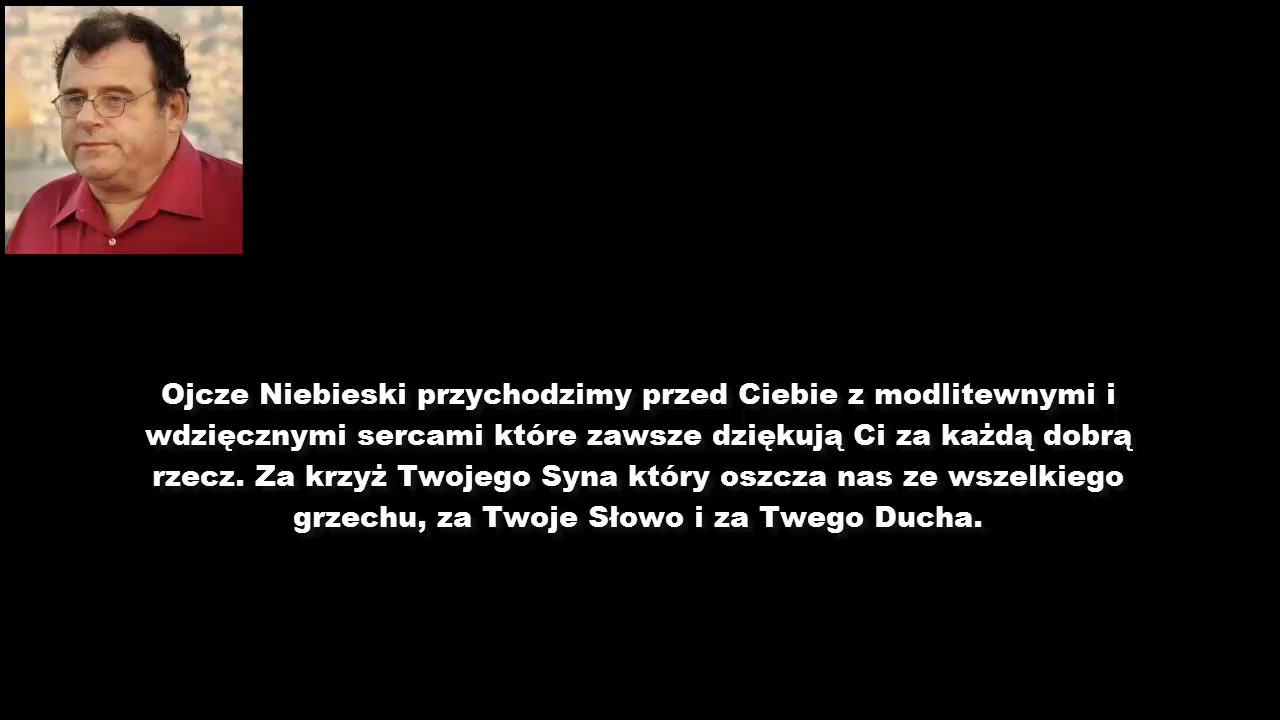 Ojcze Niebieski przychodzimy przed Ciebie z modlitewnymi i
wdzięcznymi sercami które zawsze dziękują Ci za każdą dobrą
rzecz. Za krzyż Twojego Syna który oszcza nas ze wszelkiego
grzechu, za Twoje Słowo i za Twego Ducha.